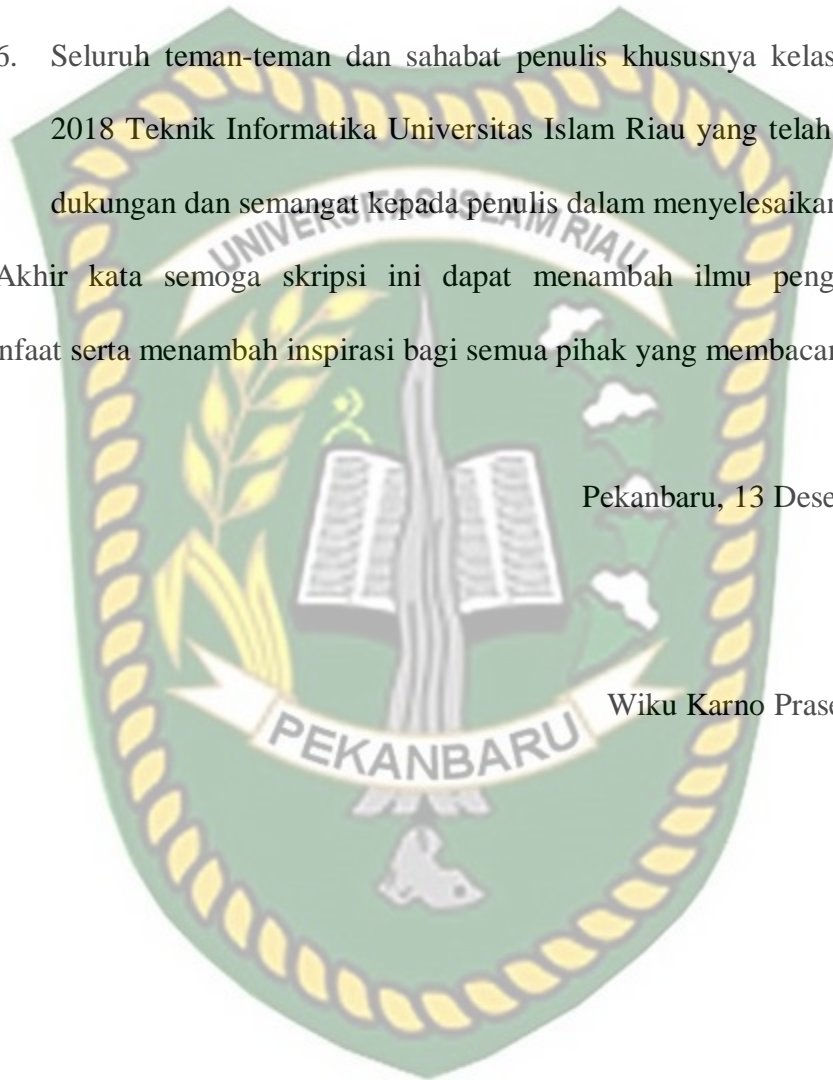 6. Seluruh teman-teman dan sahabat penulis khususnya kelas
2018 Teknik Informatika Universitas Islam Riau yang telah
dukungan dan semangat kepada penulis dalam menyelesaikan
UNIVERSITAS ISLAM RIAU
Akhir kata semoga skripsi ini dapat menambah ilmu peng
nfaat serta menambah inspirasi bagi semua pihak yang membacan
Pekanbaru, 13 Dese
Wiku Karno Prase
PEKANBARU